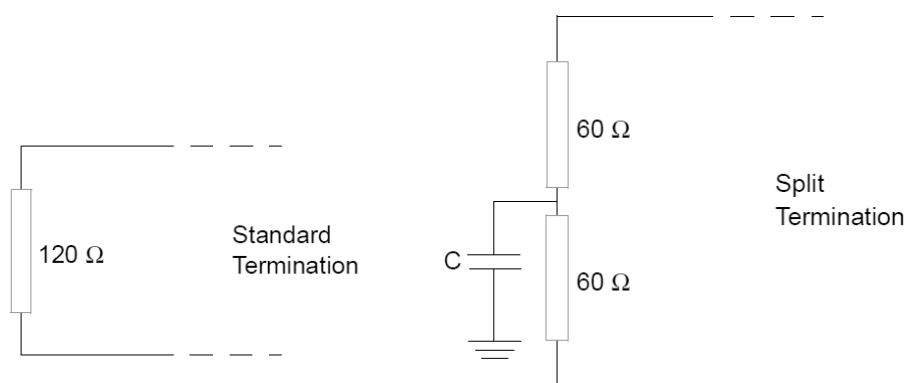 120 Ω
Standard
Termination
60 Ω
C
60 Ω
Split
Termination